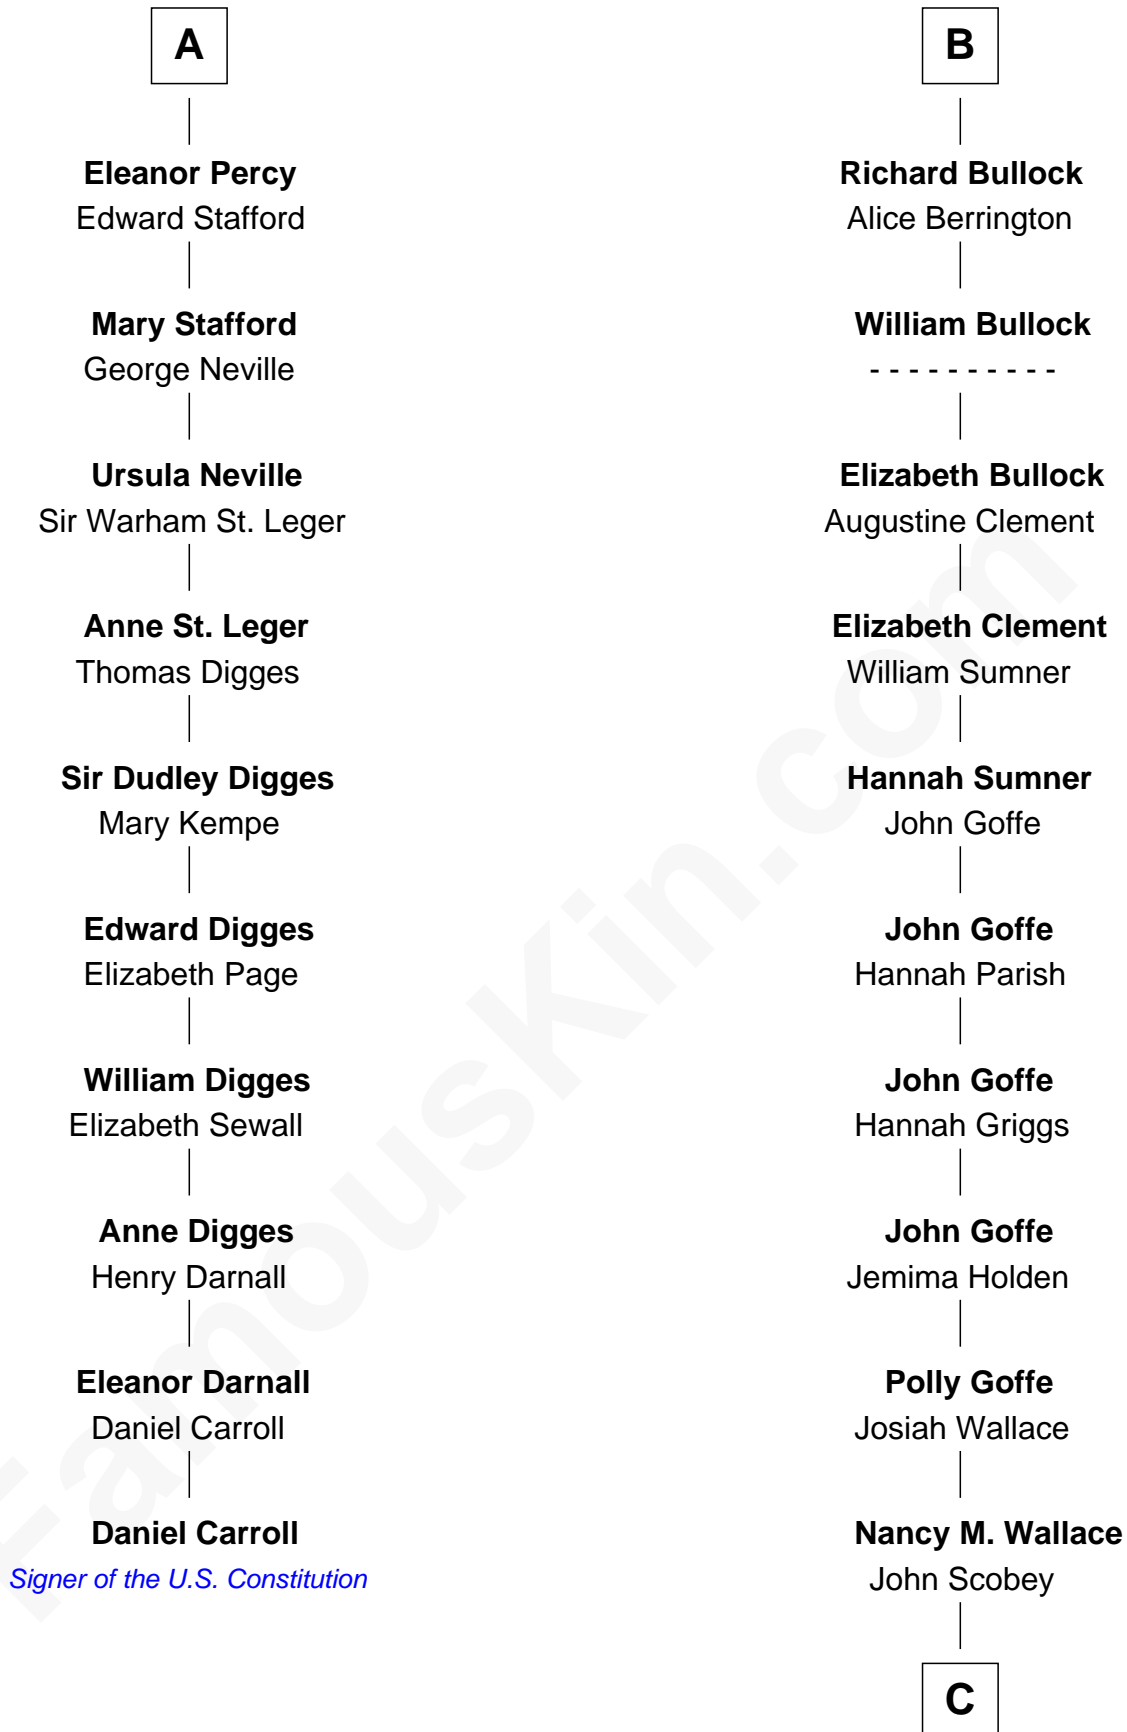 A
Eleanor Percy
Edward Stafford
Mary Stafford
George Neville
Ursula Neville
Sir Warham St. Leger
Anne St. Leger
Thomas Digges
Sir Dudley Digges
Mary Kempe
Edward Digges
Elizabeth Page
William Digges
Elizabeth Sewall
Anne Digges
Henry Darnall
Eleanor Darnall
Daniel Carroll
Daniel Carroll
Signer of the U.S. Constitution
B
Richard Bullock
Alice Berrington
William Bullock
- - - - - - - - - -
Elizabeth Bullock
Augustine Clement
Elizabeth Clement
William Sumner
Hannah Sumner
John Goffe
John Goffe
Hannah Parish
John Goffe
Hannah Griggs
John Goffe
Jemima Holden
Polly Goffe
Josiah Wallace
Nancy M. Wallace
John Scobey
C
FamousKin.com